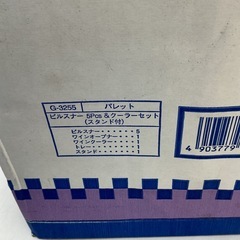 G-3255 パレット
ピルスナー 5Pcs&クーラーセット
(スタンド付)
ピルスナー・・・・・・5
ワインオープナー・・・・1
ワインクーラー・・・・・1
トレー・・・・・・・・1
スタンド・・・・・・・1
4 903779